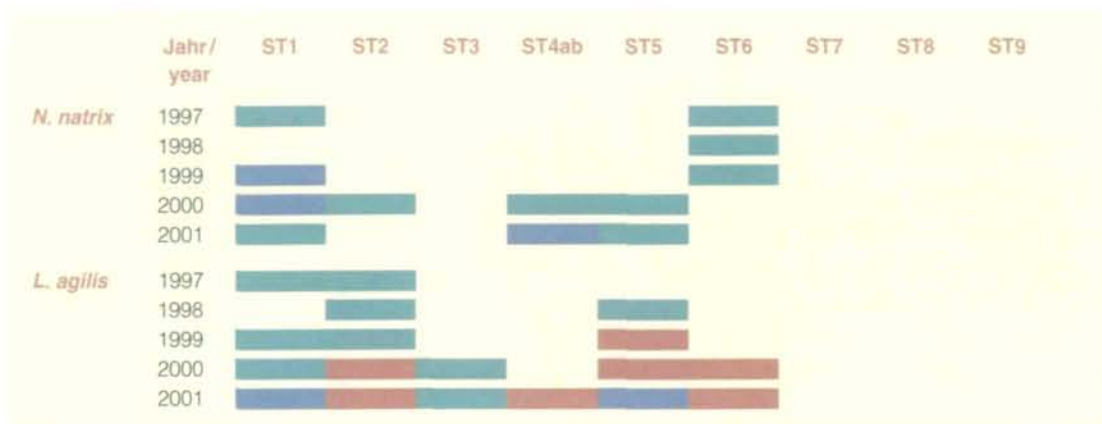 Jahr/ ST1 ST2 ST3 ST4ab ST5 ST6 ST7 ST8 ST9
year
N. natrix 1997
1998
1999
2000
2001
L. agilis 1997
1998
1999
2000
2001